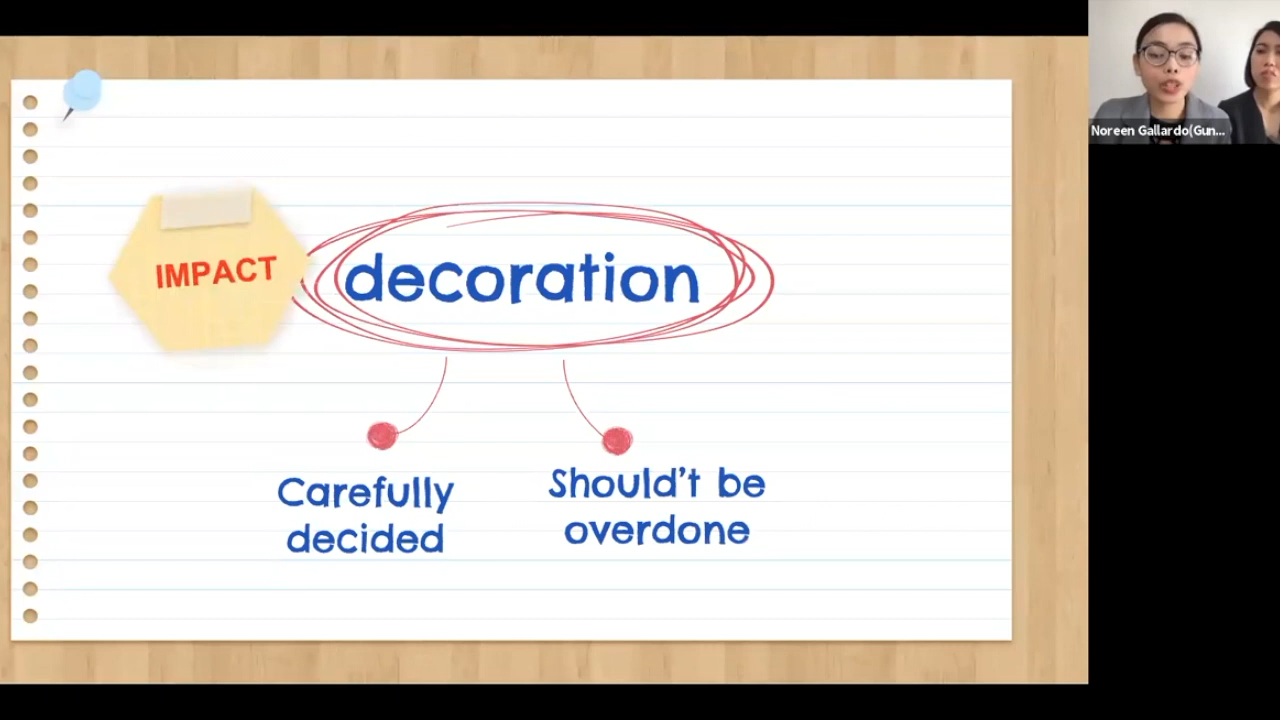 IMPACT
decoration
Carefully
decided
Should't be
overdone
Noreen Gallardo(Gun...